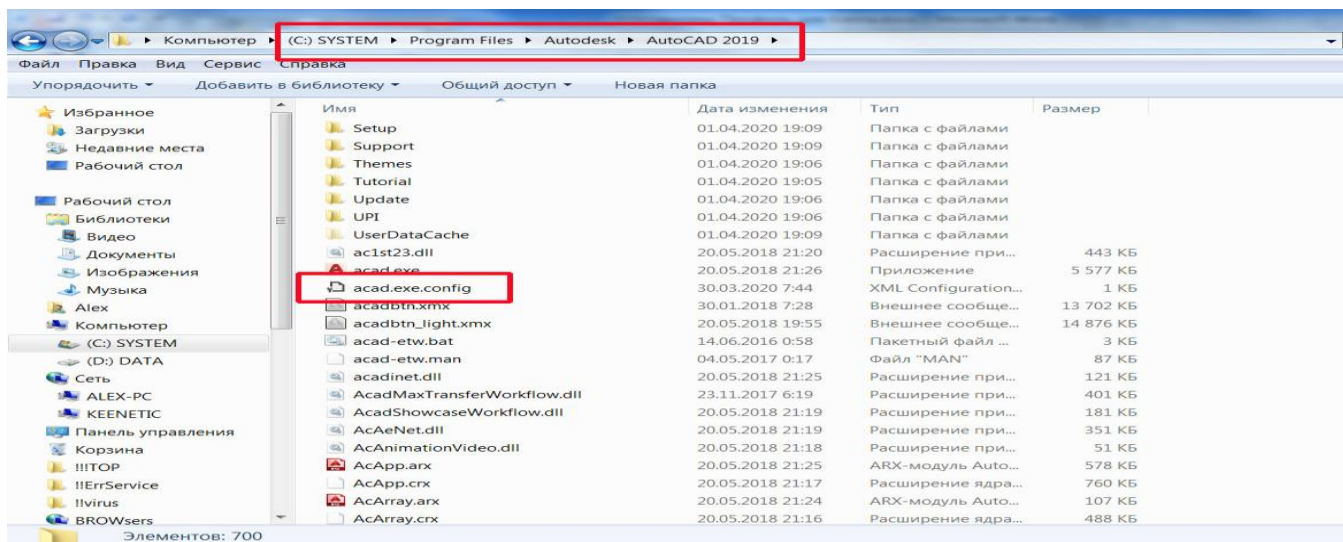 Компьютер ▸ (C:) SYSTEM ▸ Program Files ▸ Autodesk ▸ AutoCAD 2019 ▸
Файл Правка Вид Сервис Справка
Упорядочить Добавить в библиотеку Общий доступ Новая папка
Избранное
Загрузки
Недавние места
Рабочий стол
Рабочий стол
Библиотеки
Видео
Документы
Изображения
Музыка
Alex
Компьютер
(C:) SYSTEM
(D:) DATA
Сеть
ALEX-PC
KEENETIC
Панель управления
Корзина
!!!TOP
!!ErrService
!!virus
BROWsers
Имя Дата изменения Тип Размер
Setup 01.04.2020 19:09 Папка с файлами
Support 01.04.2020 19:09 Папка с файлами
Themes 01.04.2020 19:06 Папка с файлами
Tutorial 01.04.2020 19:05 Папка с файлами
Update 01.04.2020 19:06 Папка с файлами
UPI 01.04.2020 19:06 Папка с файлами
UserDataCache 01.04.2020 19:09 Папка с файлами
ac1st23.dll 20.05.2018 21:20 Расширение при... 443 КБ
acad.exe 20.05.2018 21:26 Приложение 5 577 КБ
acad.exe.config 30.03.2020 7:44 XML Configuration... 1 КБ
acadbtn.xmx 30.01.2018 7:28 Внешнее сообще... 13 702 КБ
acadbtn_light.xmx 20.05.2018 19:55 Внешнее сообще... 14 876 КБ
acad-etw.bat 14.06.2016 0:58 Пакетный файл ... 3 КБ
acad-etw.man 04.05.2017 0:17 Файл "MAN" 87 КБ
acadinet.dll 20.05.2018 21:25 Расширение при... 121 КБ
AcadMaxTransferWorkflow.dll 23.11.2017 6:19 Расширение при... 401 КБ
AcadShowcaseWorkflow.dll 20.05.2018 21:19 Расширение при... 181 КБ
AcAeNet.dll 20.05.2018 21:19 Расширение при... 351 КБ
AcAnimationVideo.dll 20.05.2018 21:18 Расширение при... 51 КБ
AcApp.arx 20.05.2018 21:25 ARX-модуль Auto... 578 КБ
AcApp.crx 20.05.2018 21:17 Расширение ядра... 760 КБ
AcArray.arx 20.05.2018 21:24 ARX-модуль Auto... 107 КБ
AcArray.crx 20.05.2018 21:16 Расширение ядра... 488 КБ
Элементов: 700